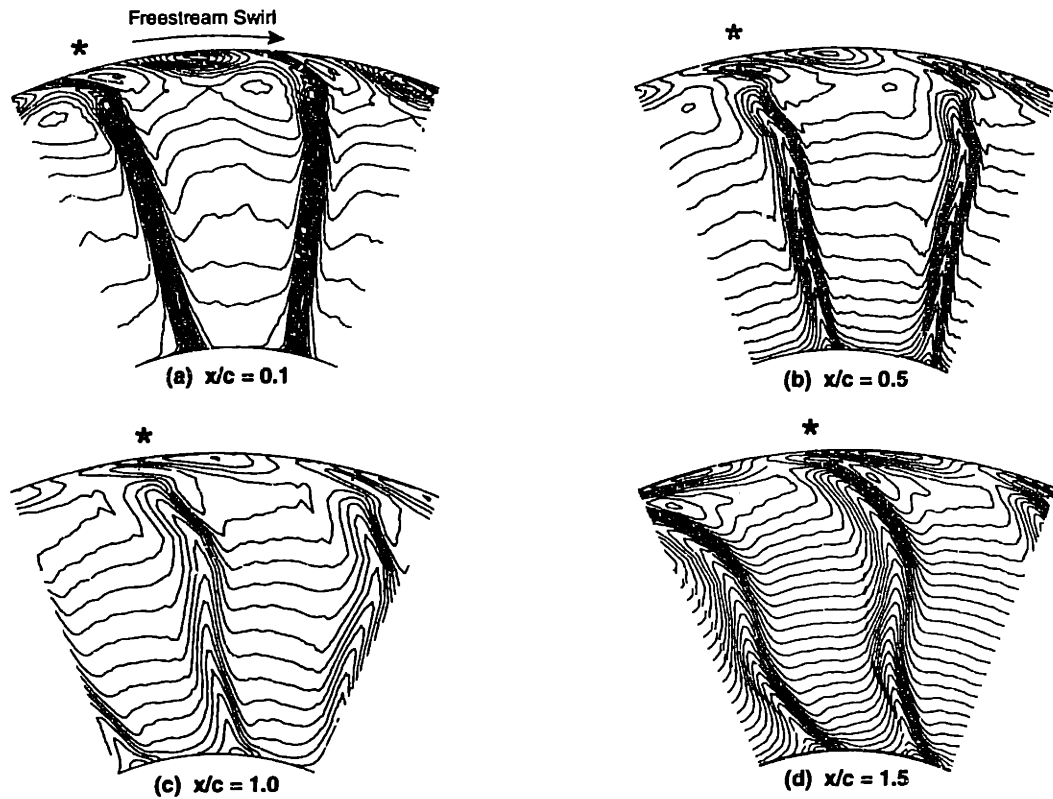 Freestream Swirl
*
*
(a) x/c = 0.1
(b) x/c = 0.5
*
*
(c) x/c = 1.0
(d) x/c = 1.5